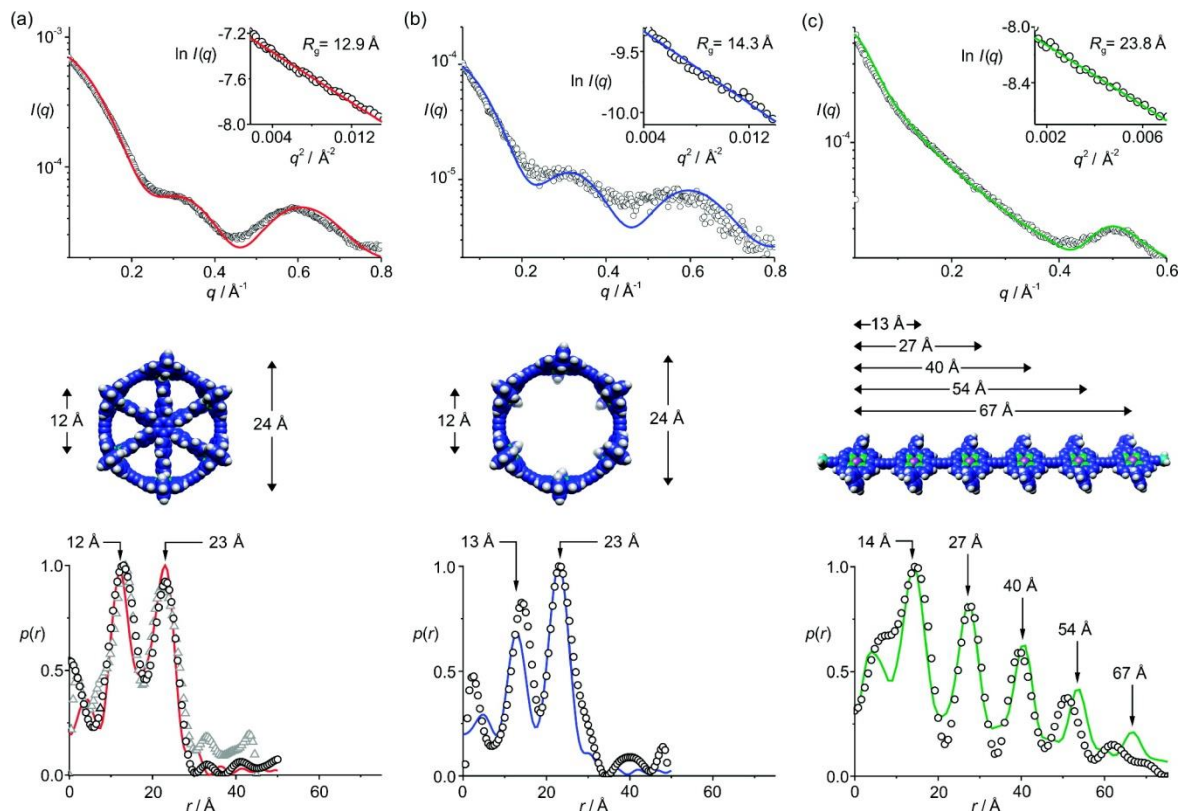 (a)
10⁻³
I(q)
10⁻⁴
-7.2
ln I(q)
-7.6
-8.0
R_g = 12.9 Å
0.004 0.012
q² / Å⁻²
0.2 0.4 0.6 0.8
q / Å⁻¹
12 Å
24 Å
12 Å
23 Å
1.0
p(r)
0.5
0.0
0 20 40 60
r / Å
(b)
10⁻⁴
I(q)
10⁻⁵
-9.5
ln I(q)
-10.0
R_g = 14.3 Å
0.004 0.012
q² / Å⁻²
0.2 0.4 0.6 0.8
q / Å⁻¹
12 Å
24 Å
13 Å
23 Å
1.0
p(r)
0.5
0.0
0 20 40 60
r / Å
(c)
I(q)
10⁻⁴
-8.0
ln I(q)
-8.4
R_g = 23.8 Å
0.002 0.006
q² / Å⁻²
0.2 0.4 0.6
q / Å⁻¹
13 Å
27 Å
40 Å
54 Å
67 Å
14 Å
27 Å
40 Å
54 Å
67 Å
1.0
p(r)
0.5
0.0
0 10 20 30 40 50 60 70
r / Å